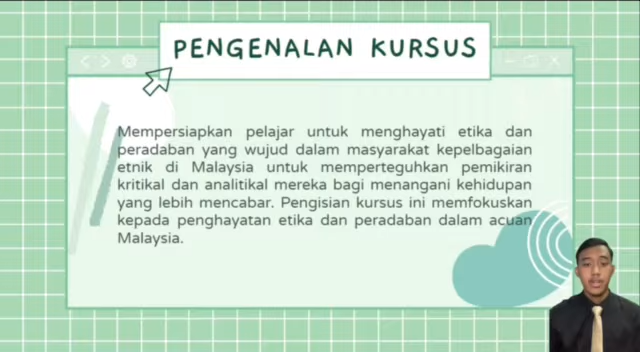 PENGENALAN KURSUS
Mempersiapkan pelajar untuk menghayati etika dan
peradaban yang wujud dalam masyarakat kepelbagaian
etnik di Malaysia untuk memperteguhkan pemikiran
kritikal dan analitikal mereka bagi menangani kehidupan
yang lebih mencabar. Pengisian kursus ini memfokuskan
kepada penghayatan etika dan peradaban dalam acuan
Malaysia.